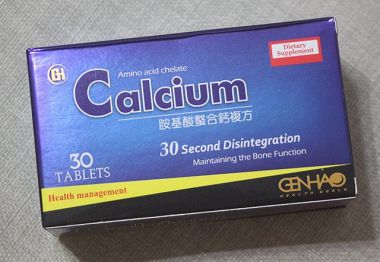 GH
Dietary
Supplement
Amino acid chelate
Calcium
胺基酸螯合鈣複方
30 Second Disintegration
Maintaining the Bone Function
30
TABLETS
Health management
GENHAO
HEALTH WORLD